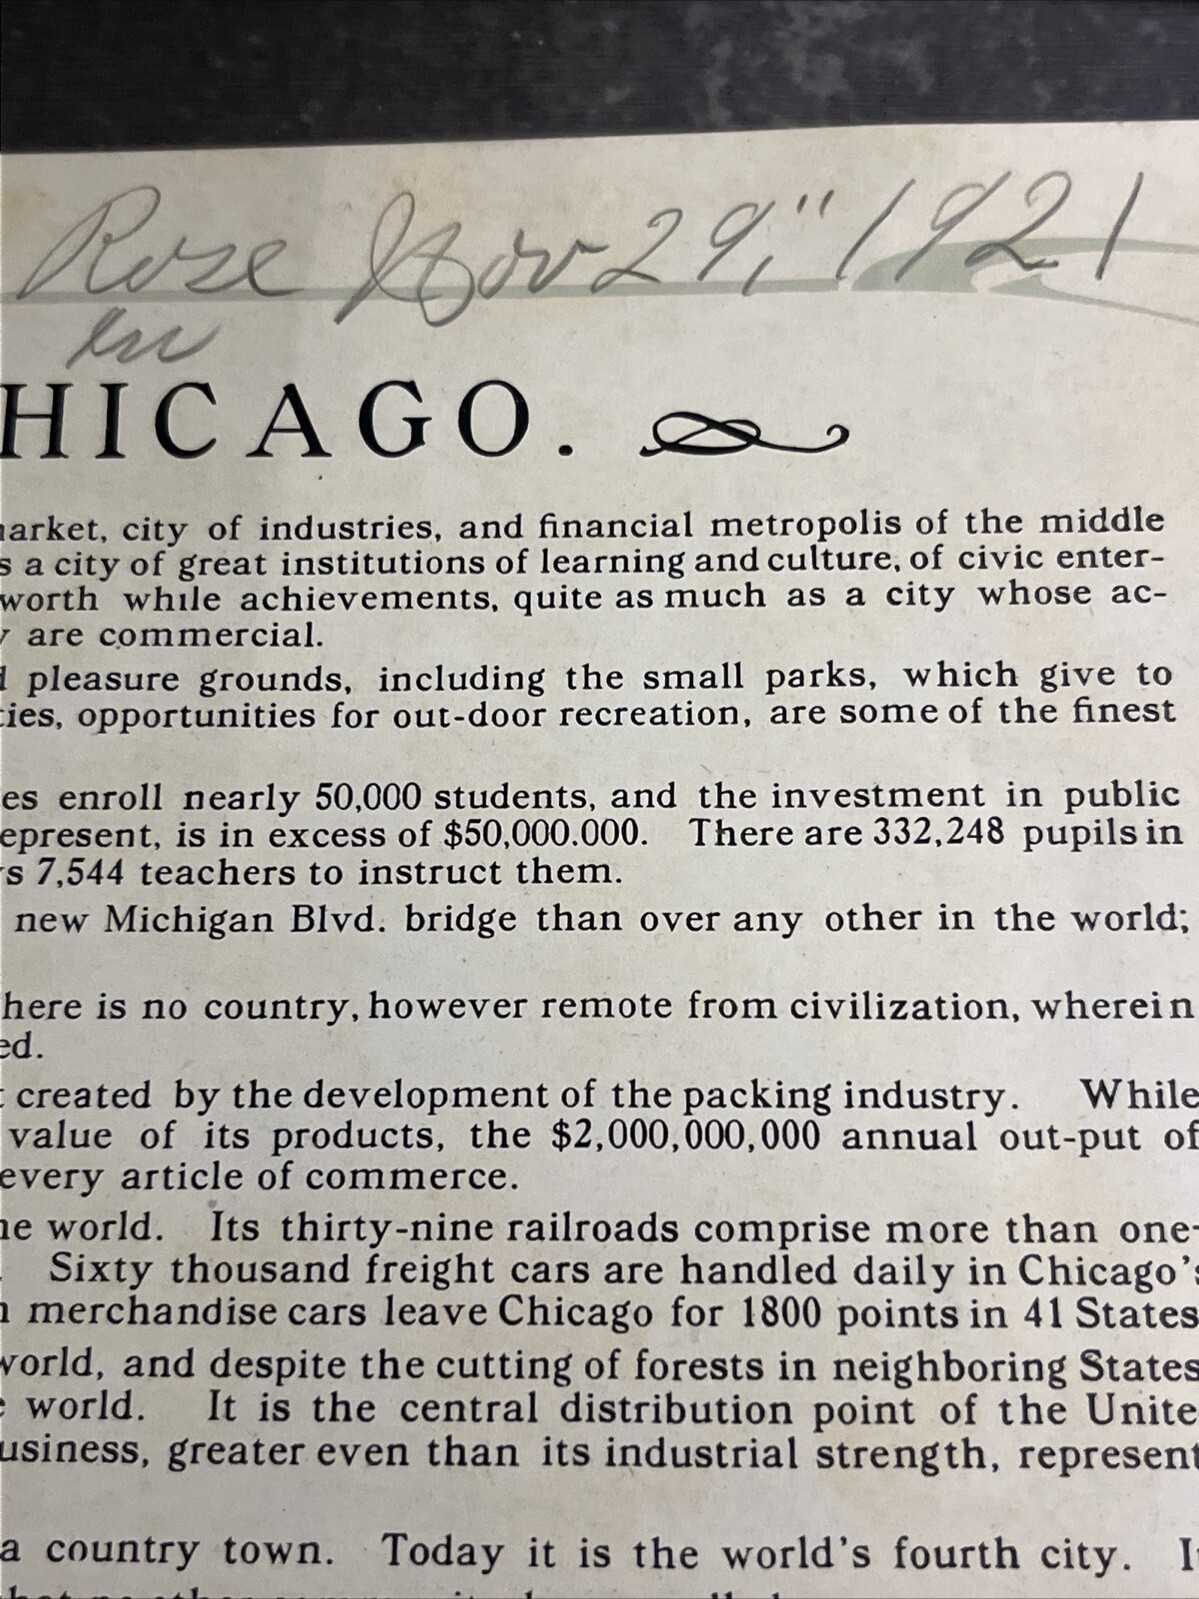 Rose Nov 29," 1921
in
HICAGO.
arket, city of industries, and financial metropolis of the middle
s a city of great institutions of learning and culture, of civic enter-
worth while achievements, quite as much as a city whose ac-
y are commercial.
d pleasure grounds, including the small parks, which give to
ties, opportunities for out-door recreation, are some of the finest
es enroll nearly 50,000 students, and the investment in public
epresent, is in excess of $50,000.000. There are 332,248 pupils in
s 7,544 teachers to instruct them.
new Michigan Blvd. bridge than over any other in the world;
here is no country, however remote from civilization, wherein
ed.
t created by the development of the packing industry. While
value of its products, the $2,000,000,000 annual out-put of
every article of commerce.
he world. Its thirty-nine railroads comprise more than one-
Sixty thousand freight cars are handled daily in Chicago's
n merchandise cars leave Chicago for 1800 points in 41 States
world, and despite the cutting of forests in neighboring States
e world. It is the central distribution point of the Unite
usiness, greater even than its industrial strength, represent
a country town. Today it is the world's fourth city. I